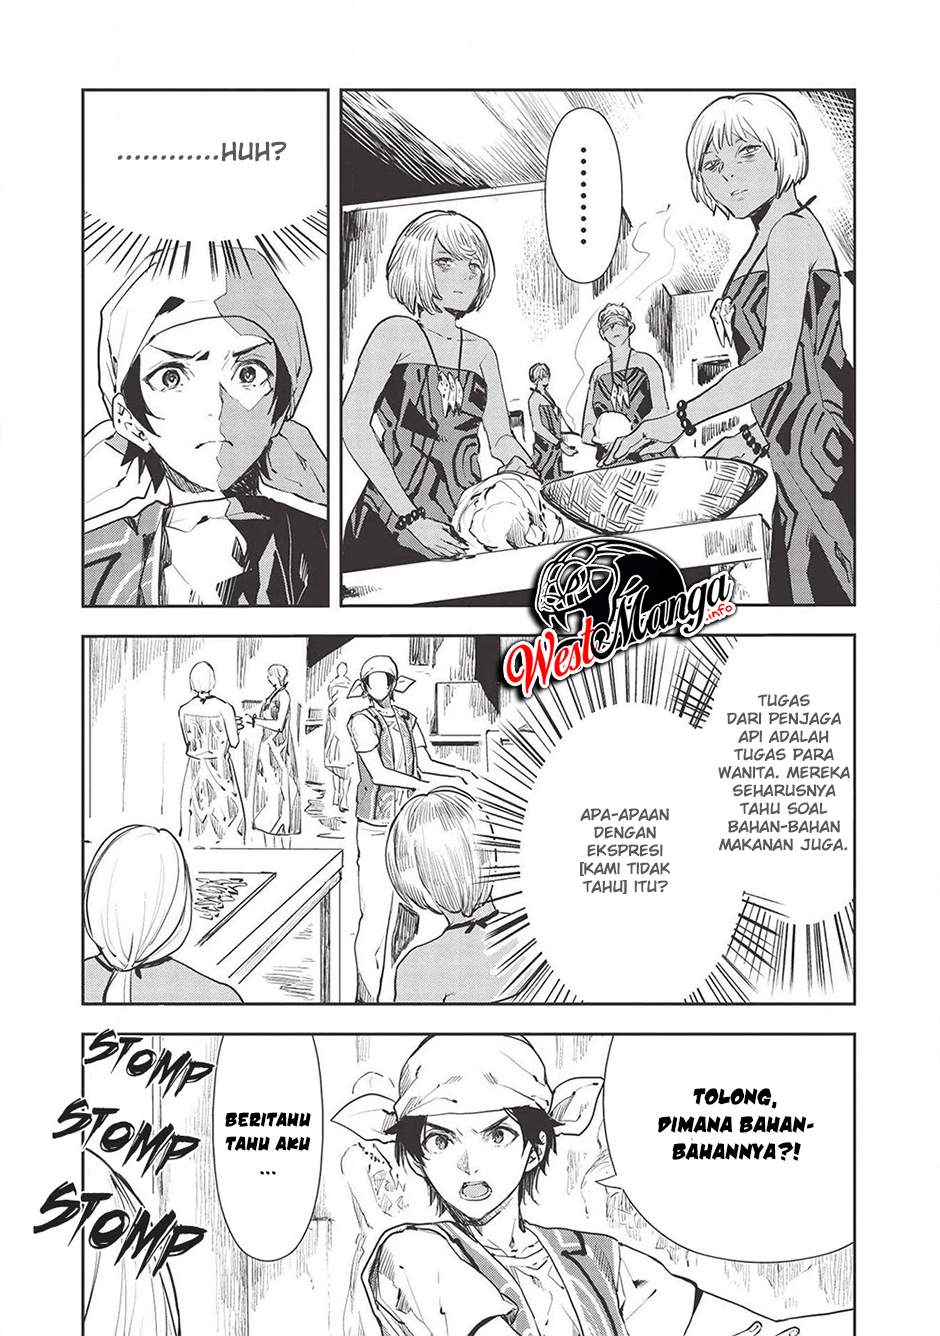 ............HUH?
.........
WestManga
.info
TUGAS
DARI PENJAGA
API ADALAH
TUGAS PARA
WANITA. MEREKA
SEHARUSNYA
TAHU SOAL
BAHAN-BAHAN
MAKANAN JUGA.
APA-APAAN
DENGAN
EKSPRESI
[KAMI TIDAK
TAHU] ITU?
STOMP
STOMP
STOMP
TOLONG,
DIMANA BAHAN-
BAHANNYA?!
BERITAHU
TAHU AKU
...